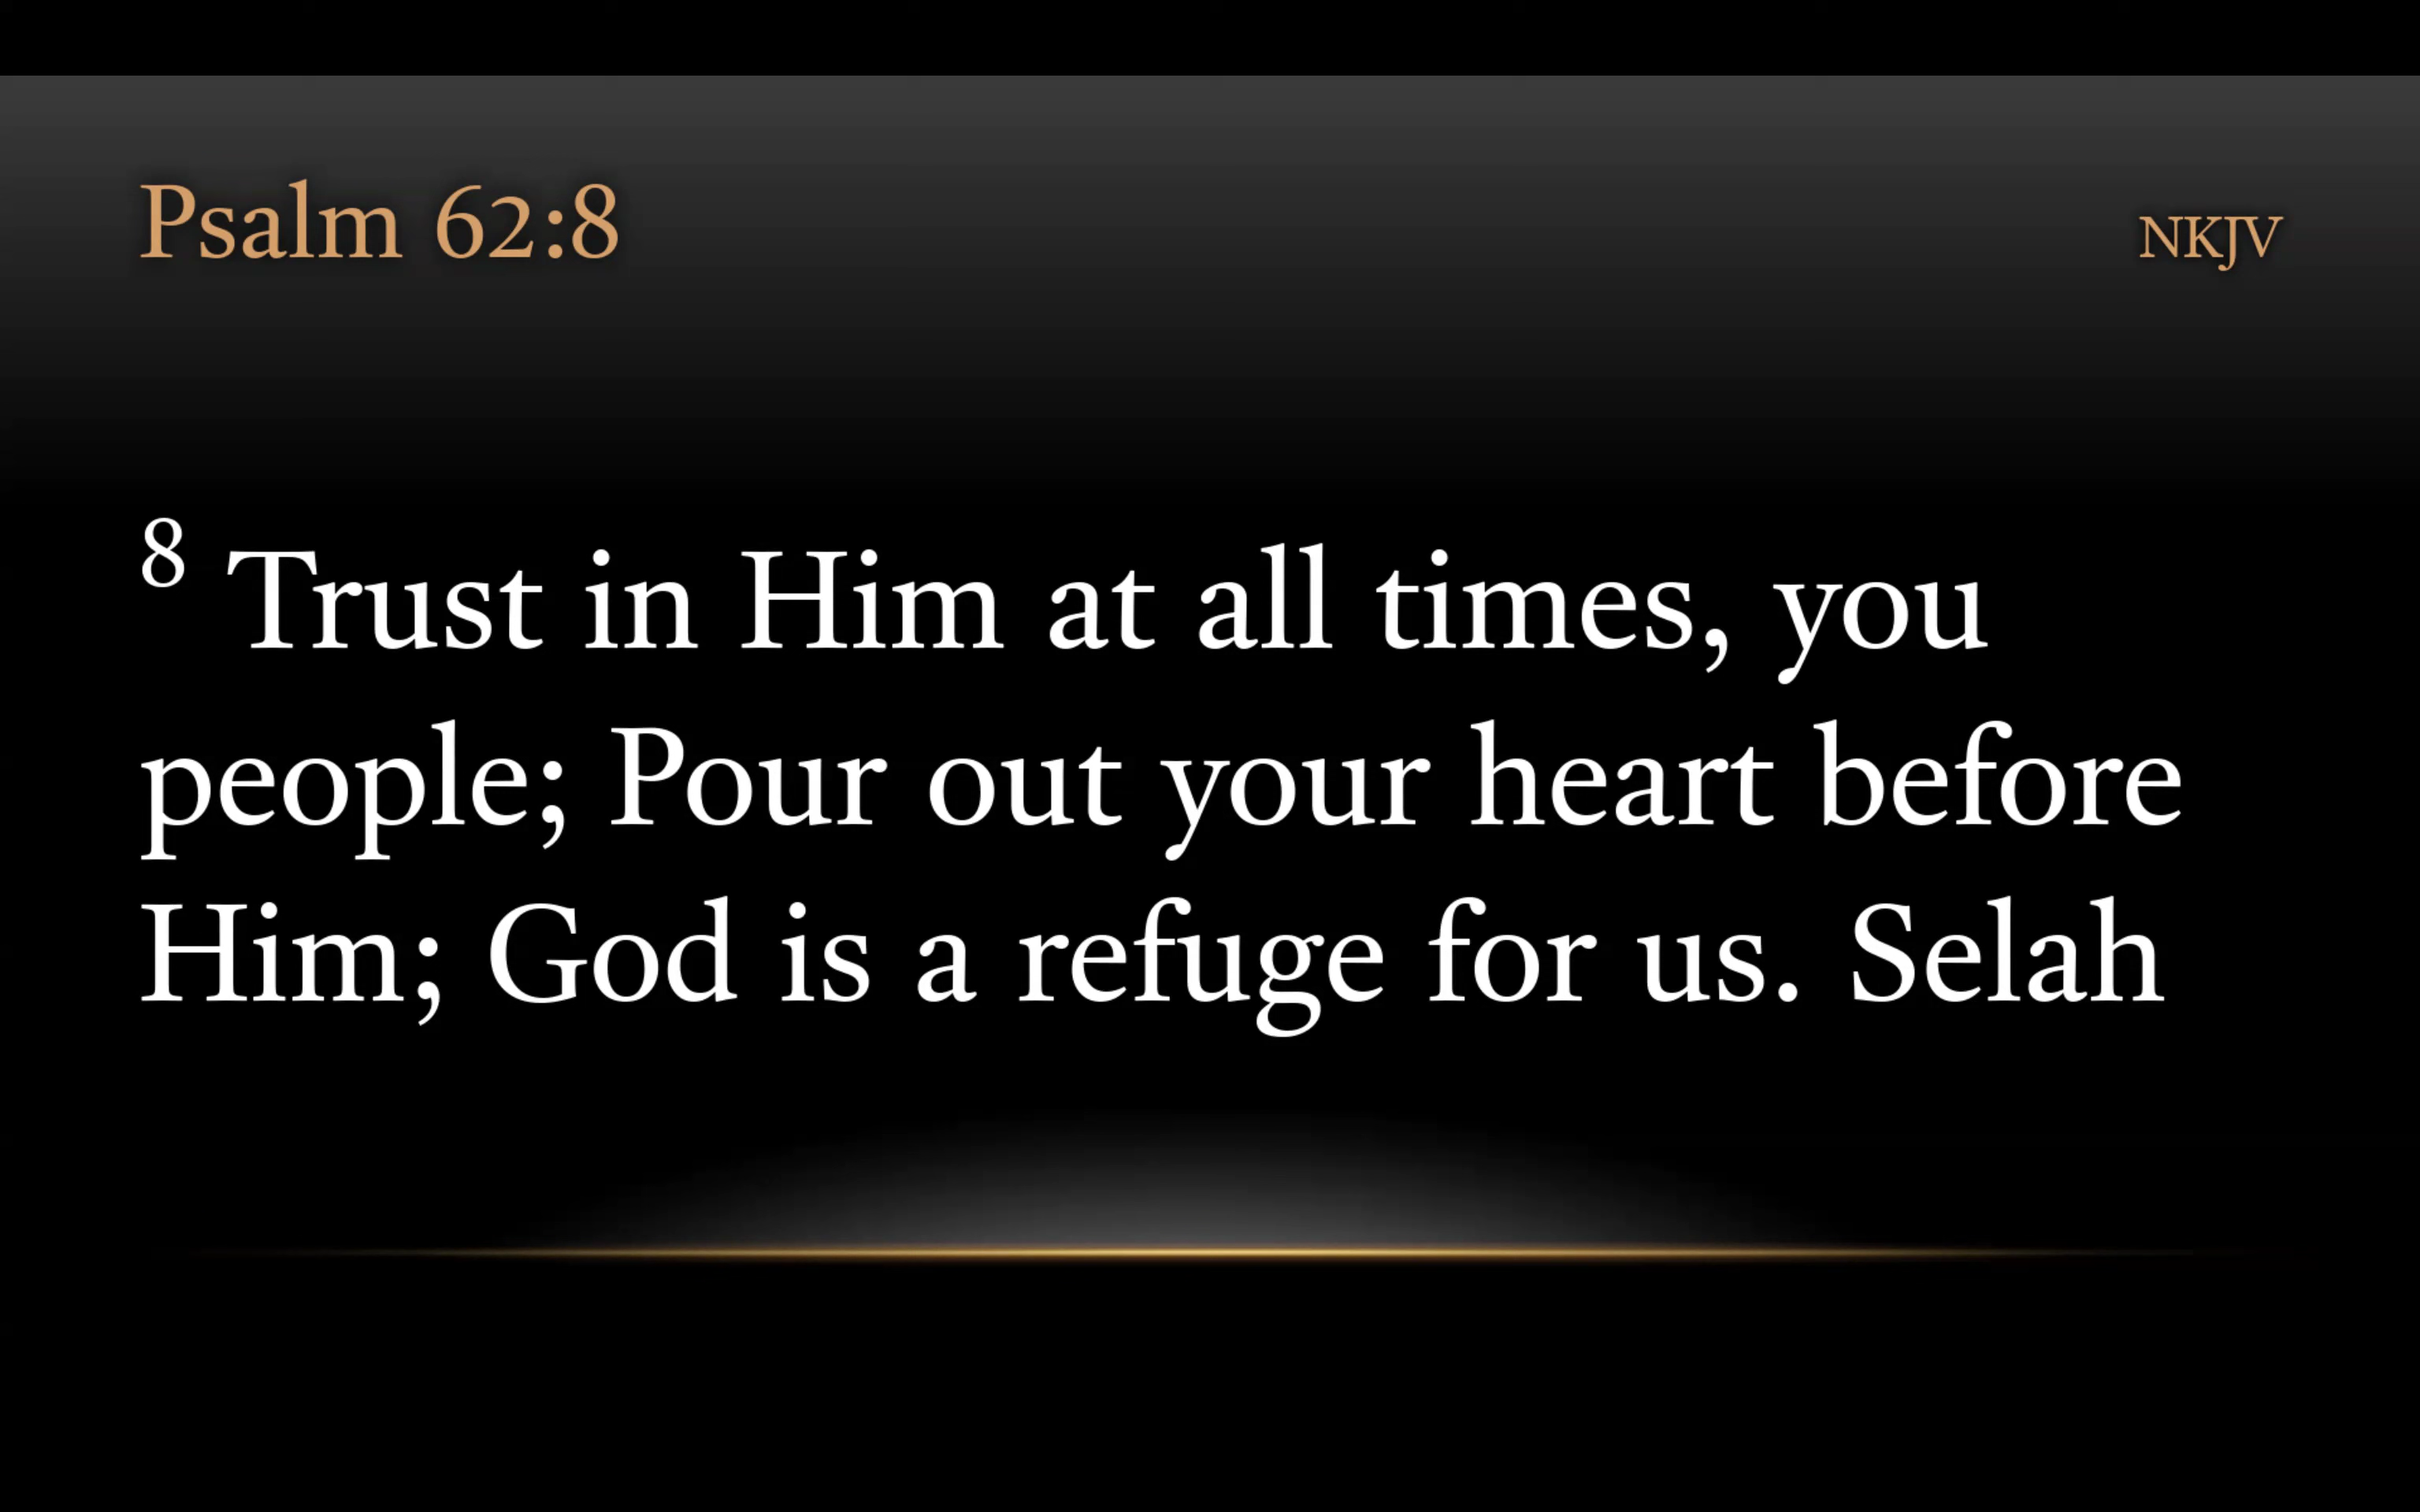 Psalm 62:8
NKJV
8 Trust in Him at all times, you
people; Pour out your heart before
Him; God is a refuge for us. Selah